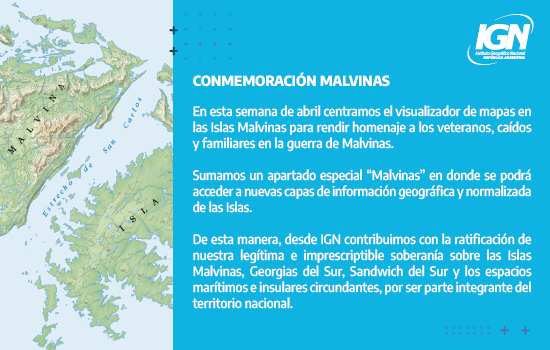 IGN
Instituto Geográfico Nacional
REPÚBLICA ARGENTINA
CONMEMORACIÓN MALVINAS
En esta semana de abril centramos el visualizador de mapas en
las Islas Malvinas para rendir homenaje a los veteranos, caídos
y familiares en la guerra de Malvinas.
Sumamos un apartado especial “Malvinas” en donde se podrá
acceder a nuevas capas de información geográfica y normalizada
de las Islas.
De esta manera, desde IGN contribuimos con la ratificación de
nuestra legítima e imprescriptible soberanía sobre las Islas
Malvinas, Georgias del Sur, Sandwich del Sur y los espacios
marítimos e insulares circundantes, por ser parte integrante del
territorio nacional.
MALVINA
Estrecho de San Carlos
ISLA